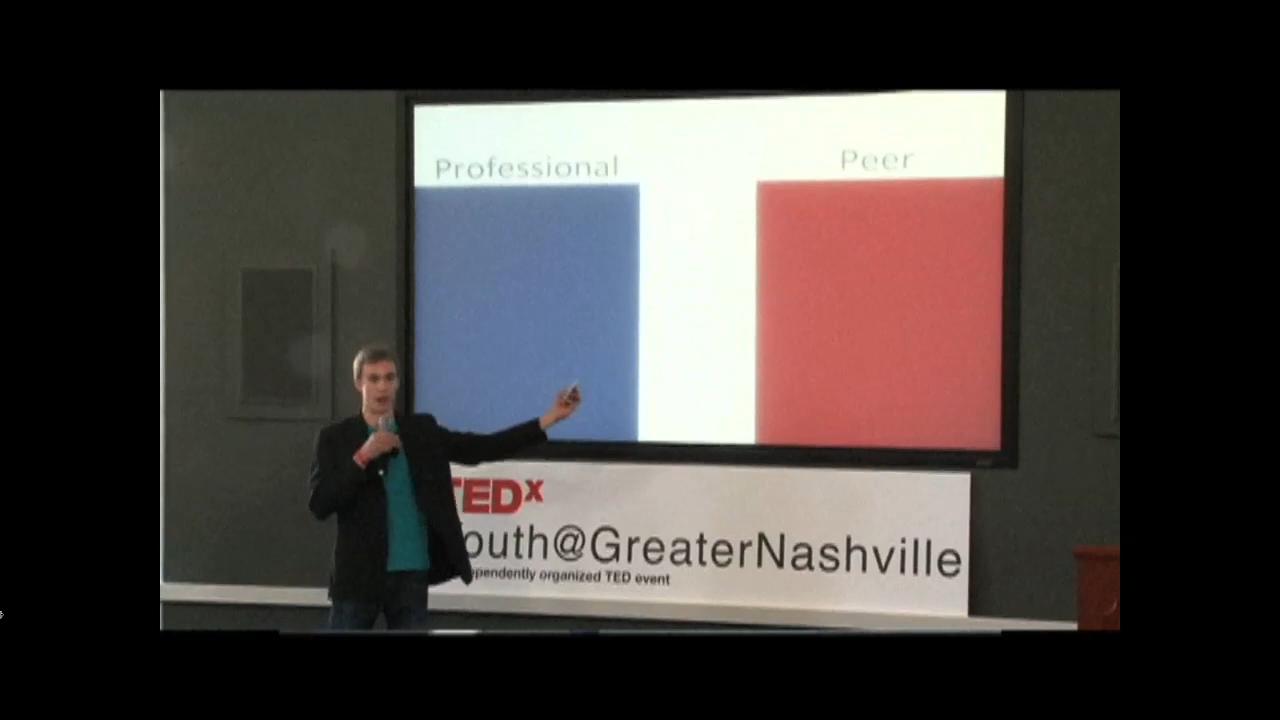 Professional
Peer
TEDx
outh@GreaterNashville
pendently organized TED event